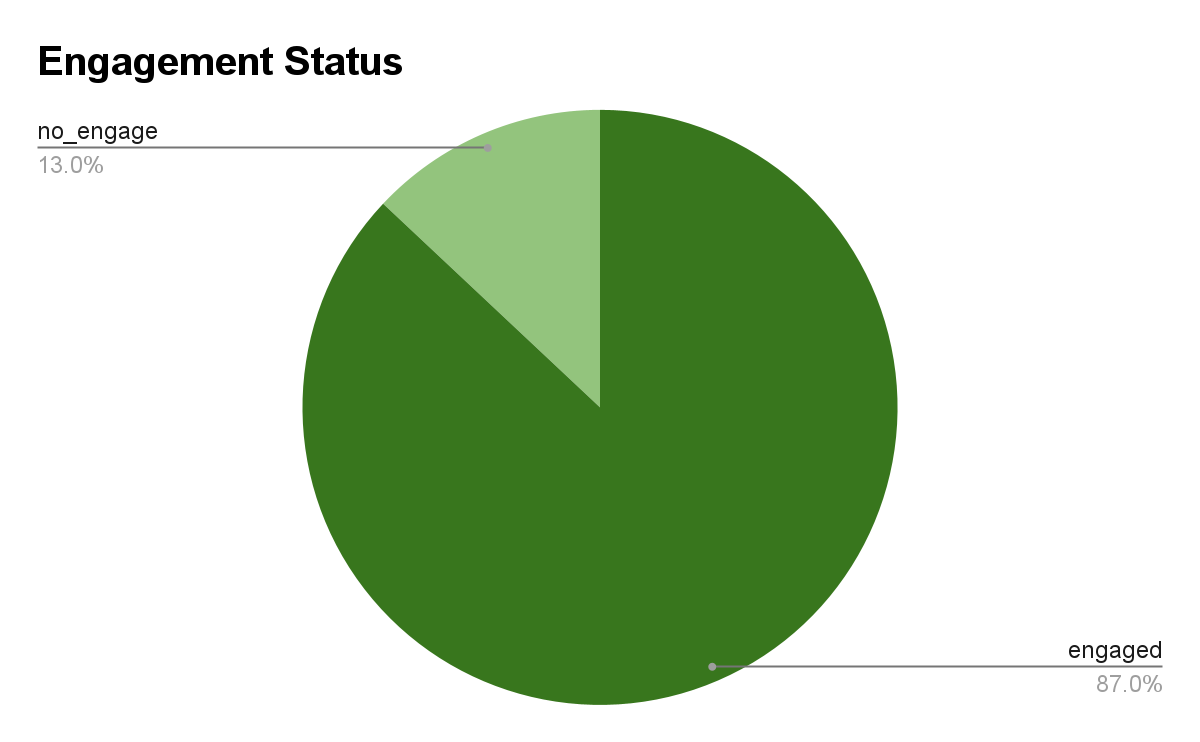 Engagement Status
no_engage
13.0%
engaged
87.0%